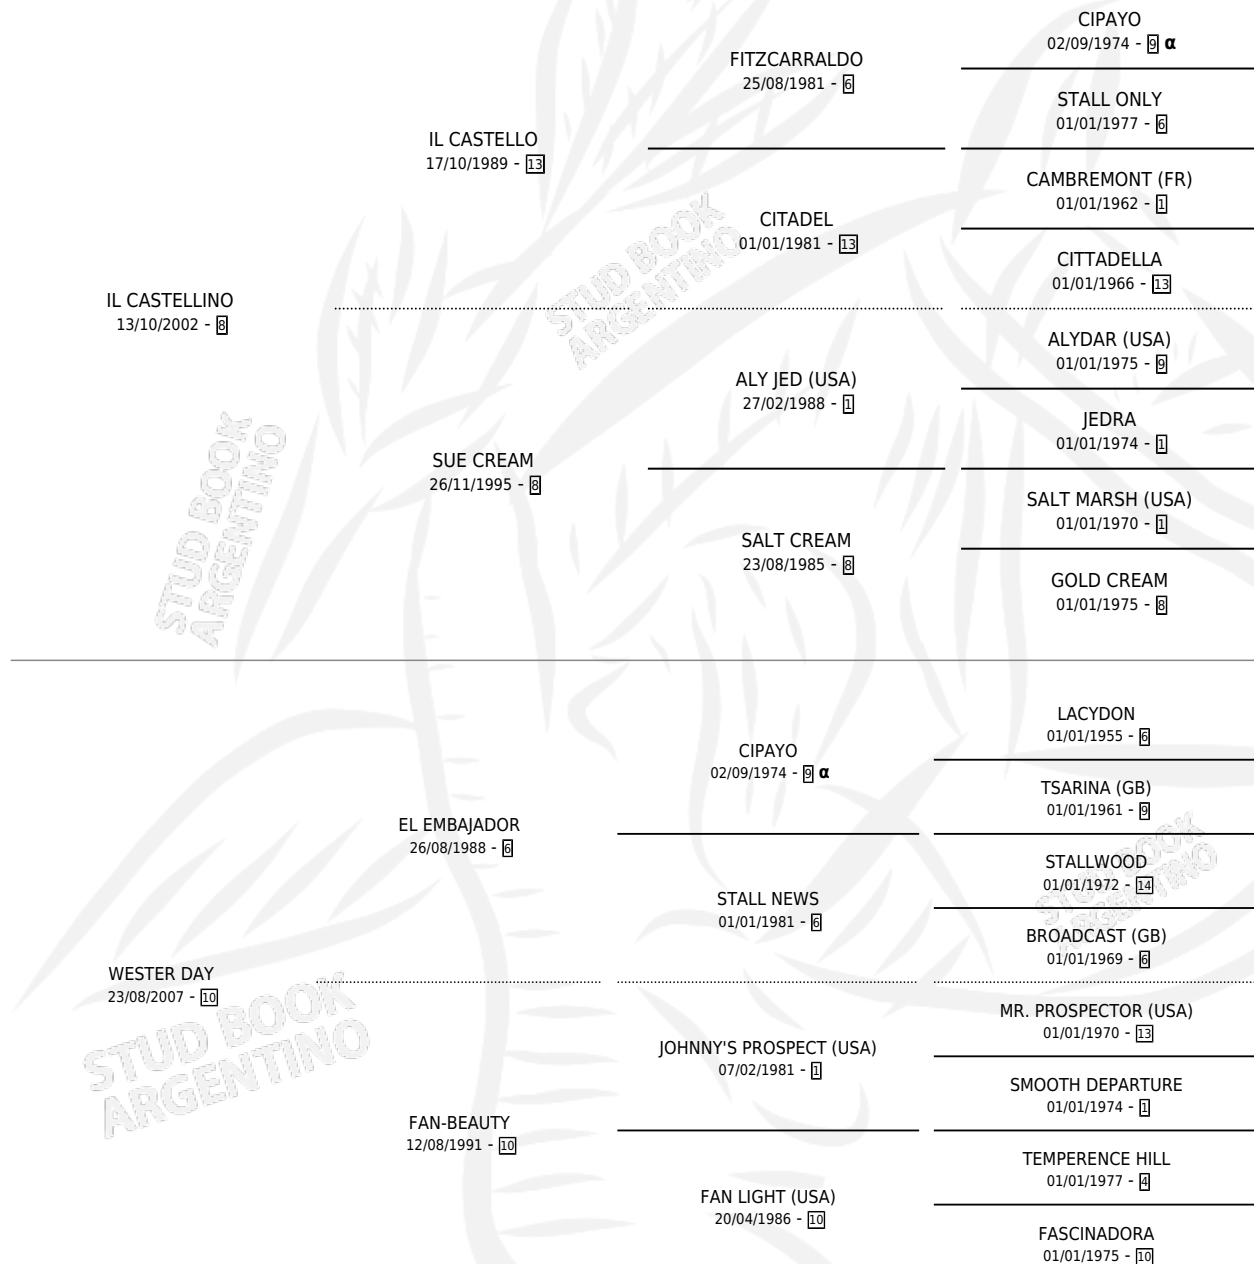 CIPAYO
02/09/1974 - 9 α
FITZCARRALDO
25/08/1981 - 6
STALL ONLY
01/01/1977 - 6
IL CASTELLO
17/10/1989 - 13
CAMBREMONT (FR)
01/01/1962 - 1
CITADEL
01/01/1981 - 13
CITTADELLA
01/01/1966 - 13
IL CASTELLINO
13/10/2002 - 8
ALYDAR (USA)
01/01/1975 - 9
ALY JED (USA)
27/02/1988 - 1
JEDRA
01/01/1974 - 1
SUE CREAM
26/11/1995 - 8
SALT MARSH (USA)
01/01/1970 - 1
SALT CREAM
23/08/1985 - 8
GOLD CREAM
01/01/1975 - 8
STUD BOOK
ARGENTINO
STUD BOOK
ARGENTINO
LACYDON
01/01/1955 - 6
CIPAYO
02/09/1974 - 9 α
TSARINA (GB)
01/01/1961 - 9
EL EMBAJADOR
26/08/1988 - 6
STALLWOOD
01/01/1972 - 14
STALL NEWS
01/01/1981 - 6
BROADCAST (GB)
01/01/1969 - 6
STUD BOOK
ARGENTINO
WESTER DAY
23/08/2007 - 10
MR. PROSPECTOR (USA)
01/01/1970 - 13
JOHNNY'S PROSPECT (USA)
07/02/1981 - 1
SMOOTH DEPARTURE
01/01/1974 - 1
FAN-BEAUTY
12/08/1991 - 10
TEMPERENCE HILL
01/01/1977 - 4
FAN LIGHT (USA)
20/04/1986 - 10
FASCINADORA
01/01/1975 - 10
STUD BOOK
ARGENTINO